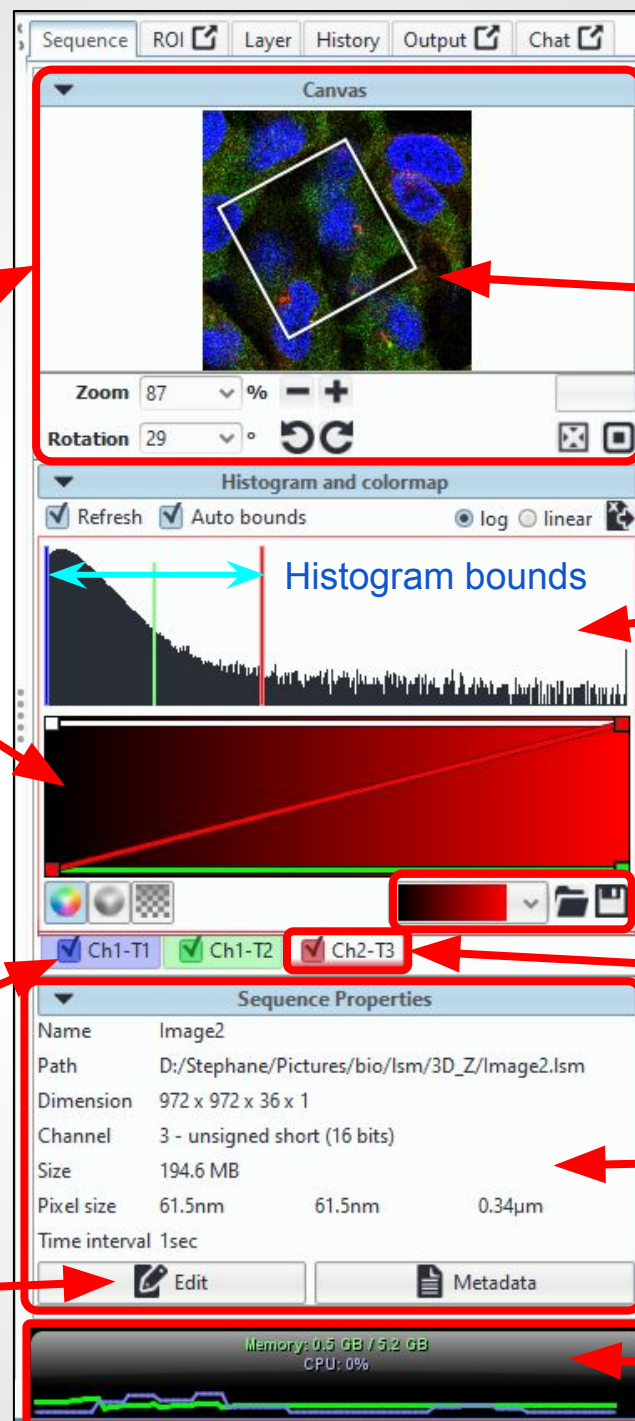 Sequence ROI Layer History Output Chat
Canvas
Zoom 87 %
Rotation 29 °
Histogram and colormap
Refresh Auto bounds log linear
Histogram bounds
Ch1-T1 Ch1-T2 Ch2-T3
Sequence Properties
Name Image2
Path D:/Stephane/Pictures/bio/lsm/3D_Z/Image2.lsm
Dimension 972 x 972 x 36 x 1
Channel 3 - unsigned short (16 bits)
Size 194.6 MB
Pixel size 61.5nm 61.5nm 0.34µm
Time interval 1sec
Edit Metadata
Memory: 0.5 GB / 5.2 GB
CPU: 0%